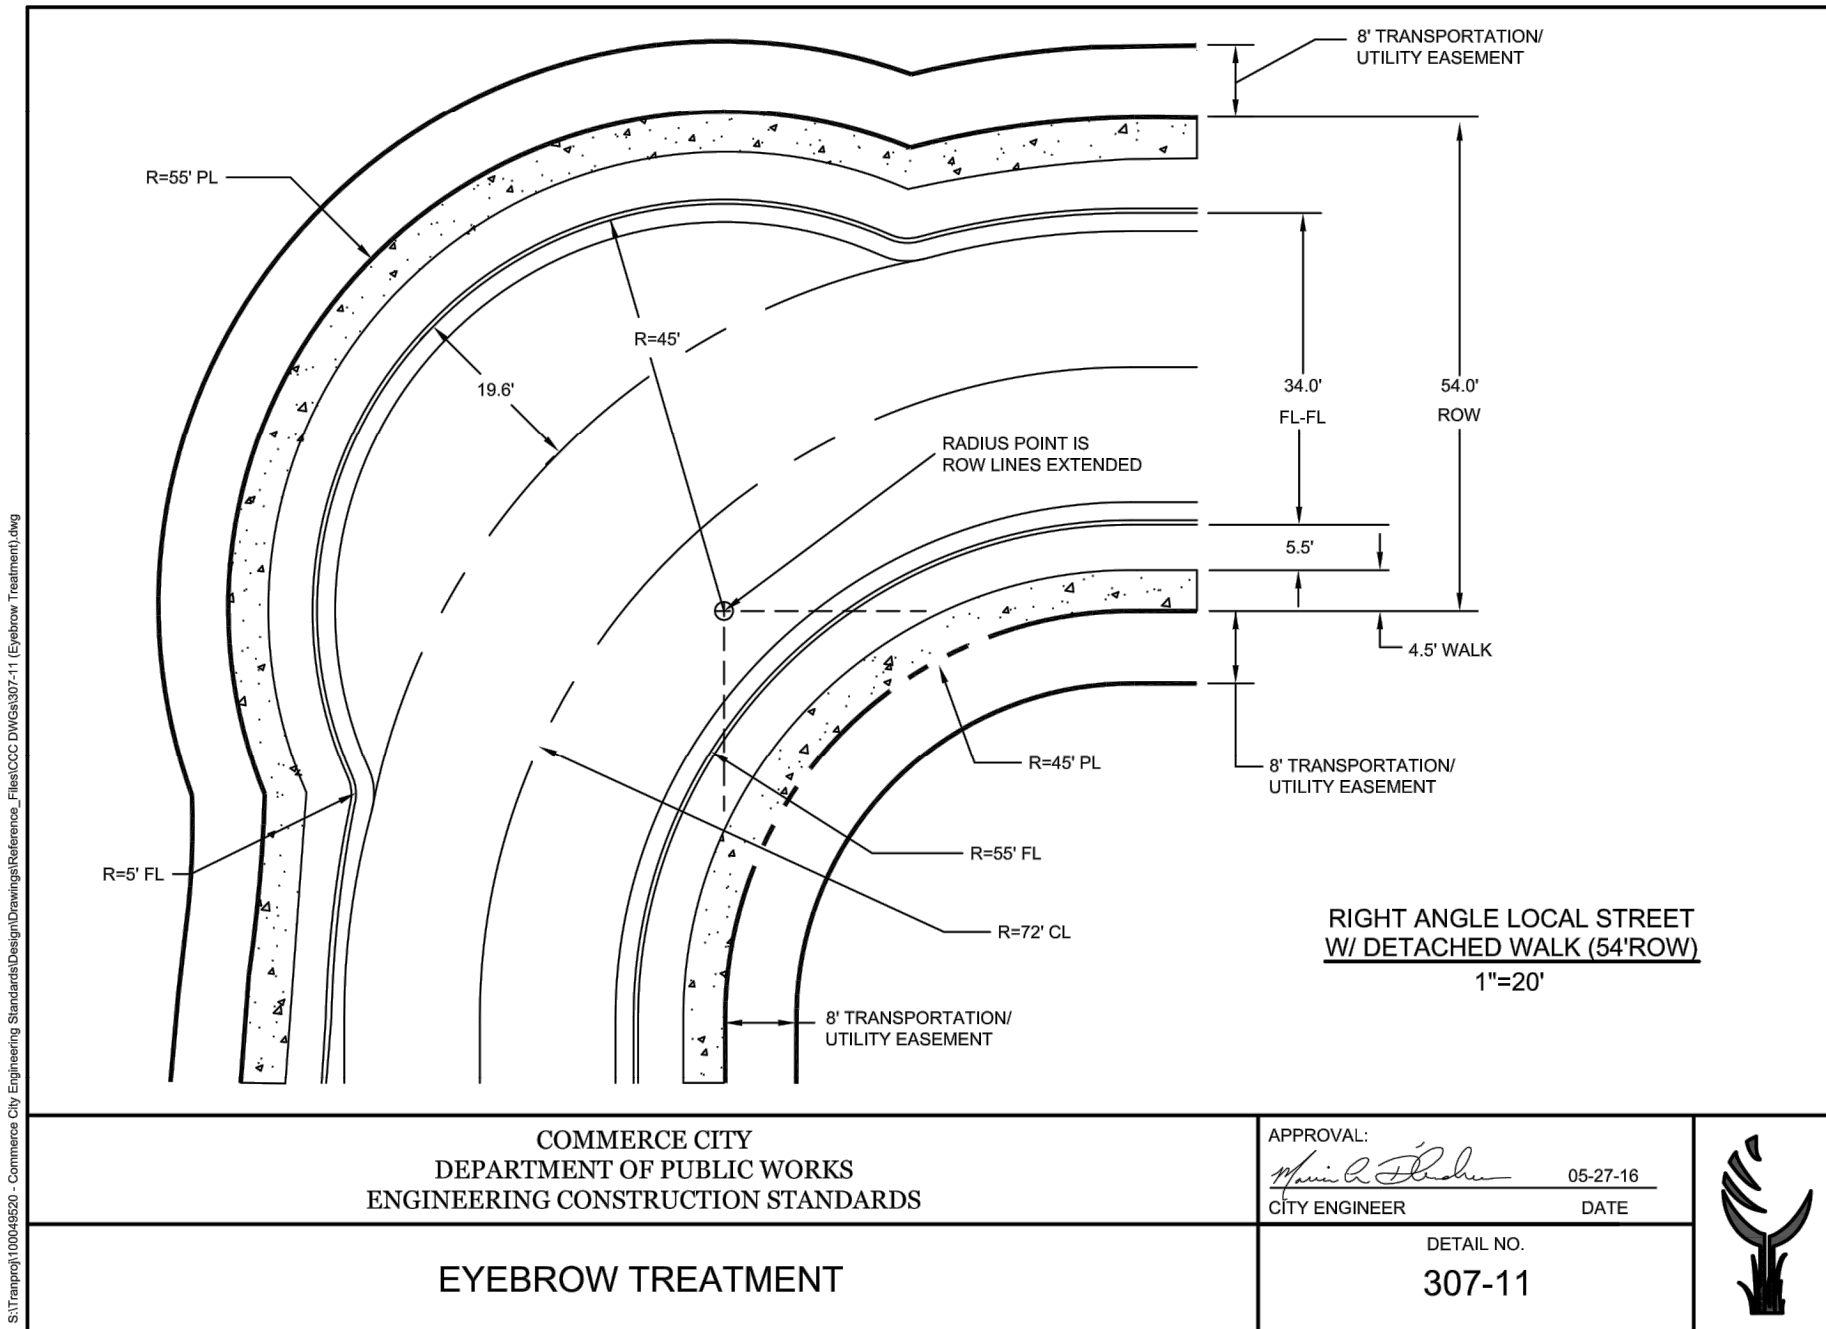 8' TRANSPORTATION/
UTILITY EASEMENT
R=55' PL
R=45'
19.6'
34.0'
FL-FL
54.0'
ROW
RADIUS POINT IS
ROW LINES EXTENDED
5.5'
4.5' WALK
R=45' PL
8' TRANSPORTATION/
UTILITY EASEMENT
R=55' FL
R=5' FL
R=72' CL
8' TRANSPORTATION/
UTILITY EASEMENT
RIGHT ANGLE LOCAL STREET
W/ DETACHED WALK (54'ROW)
1"=20'
S:\Tranproj\100049520 - Commerce City Engineering Standards\Design\Drawings\Reference_Files\CCC DWGs\307-11 (Eyebrow Treatment).dwg
COMMERCE CITY
DEPARTMENT OF PUBLIC WORKS
ENGINEERING CONSTRUCTION STANDARDS
EYEBROW TREATMENT
APPROVAL:
05-27-16
CITY ENGINEER DATE
DETAIL NO.
307-11